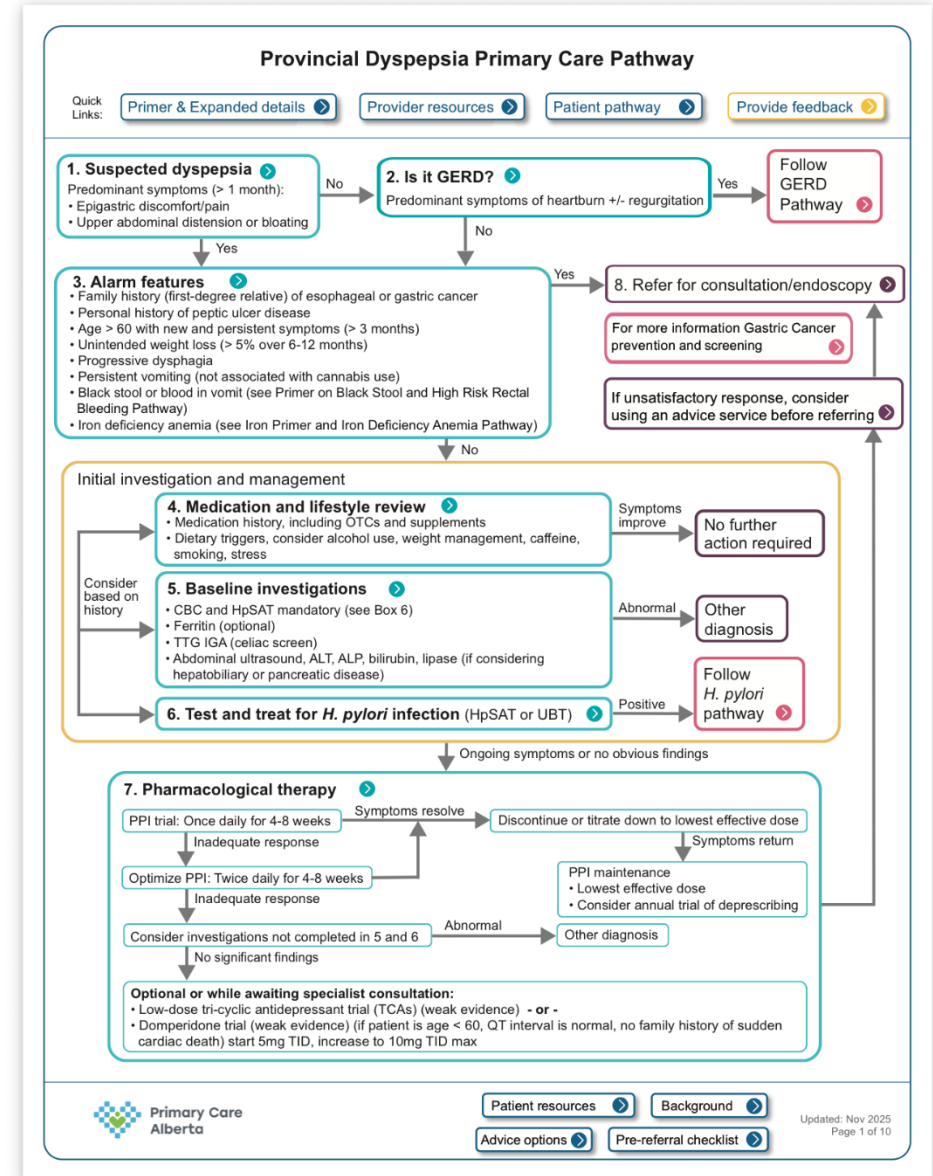 Provincial Dyspepsia Primary Care Pathway
Quick
Links:
Primer & Expanded details
Provider resources
Patient pathway
Provide feedback
1. Suspected dyspepsia
Predominant symptoms (> 1 month):
• Epigastric discomfort/pain
• Upper abdominal distension or bloating
No
2. Is it GERD?
Predominant symptoms of heartburn +/- regurgitation
Yes
Follow
GERD
Pathway
Yes
No
3. Alarm features
• Family history (first-degree relative) of esophageal or gastric cancer
• Personal history of peptic ulcer disease
• Age > 60 with new and persistent symptoms (> 3 months)
• Unintended weight loss (> 5% over 6-12 months)
• Progressive dysphagia
• Persistent vomiting (not associated with cannabis use)
• Black stool or blood in vomit (see Primer on Black Stool and High Risk Rectal
Bleeding Pathway)
• Iron deficiency anemia (see Iron Primer and Iron Deficiency Anemia Pathway)
Yes
8. Refer for consultation/endoscopy
For more information Gastric Cancer
prevention and screening
If unsatisfactory response, consider
using an advice service before referring
No
Initial investigation and management
Consider
based on
history
4. Medication and lifestyle review
• Medication history, including OTCs and supplements
• Dietary triggers, consider alcohol use, weight management, caffeine,
smoking, stress
Symptoms
improve
No further
action required
5. Baseline investigations
• CBC and HpSAT mandatory (see Box 6)
• Ferritin (optional)
• TTG IGA (celiac screen)
• Abdominal ultrasound, ALT, ALP, bilirubin, lipase (if considering
hepatobiliary or pancreatic disease)
Abnormal
Other
diagnosis
6. Test and treat for H. pylori infection (HpSAT or UBT)
Positive
Follow
H. pylori
pathway
Ongoing symptoms or no obvious findings
7. Pharmacological therapy
PPI trial: Once daily for 4-8 weeks
Symptoms resolve
Discontinue or titrate down to lowest effective dose
Inadequate response
Symptoms return
Optimize PPI: Twice daily for 4-8 weeks
PPI maintenance
• Lowest effective dose
• Consider annual trial of deprescribing
Inadequate response
Consider investigations not completed in 5 and 6
Abnormal
Other diagnosis
No significant findings
Optional or while awaiting specialist consultation:
• Low-dose tri-cyclic antidepressant trial (TCAs) (weak evidence) - or -
• Domperidone trial (weak evidence) (if patient is age < 60, QT interval is normal, no family history of sudden
cardiac death) start 5mg TID, increase to 10mg TID max
Primary Care
Alberta
Patient resources
Background
Advice options
Pre-referral checklist
Updated: Nov 2025
Page 1 of 10